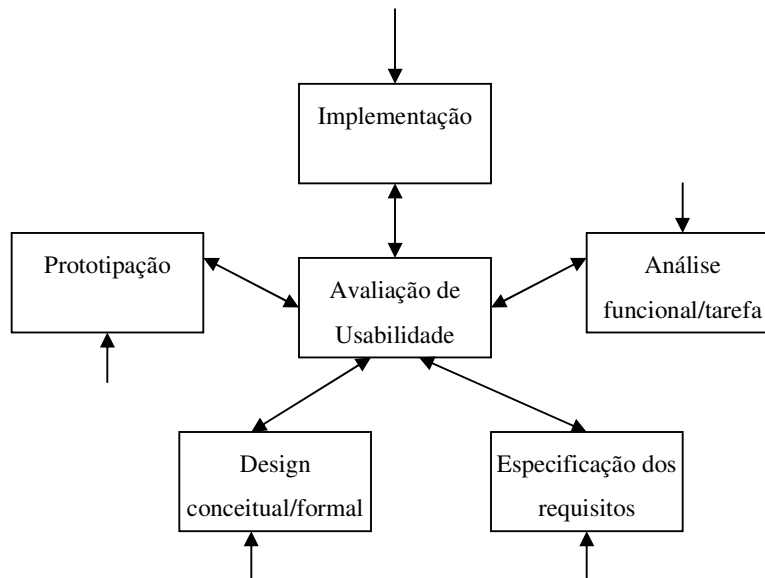 Implementação
Prototipação
Análise
funcional/tarefa
Avaliação de
Usabilidade
Design
conceitual/formal
Especificação dos
requisitos